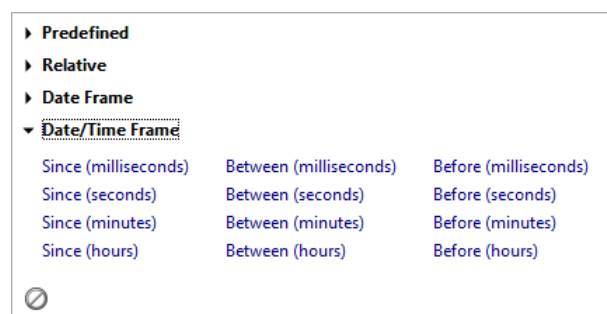 Predefined
Relative
Date Frame
Date/Time Frame
Since (milliseconds) Between (milliseconds) Before (milliseconds)
Since (seconds) Between (seconds) Before (seconds)
Since (minutes) Between (minutes) Before (minutes)
Since (hours) Between (hours) Before (hours)